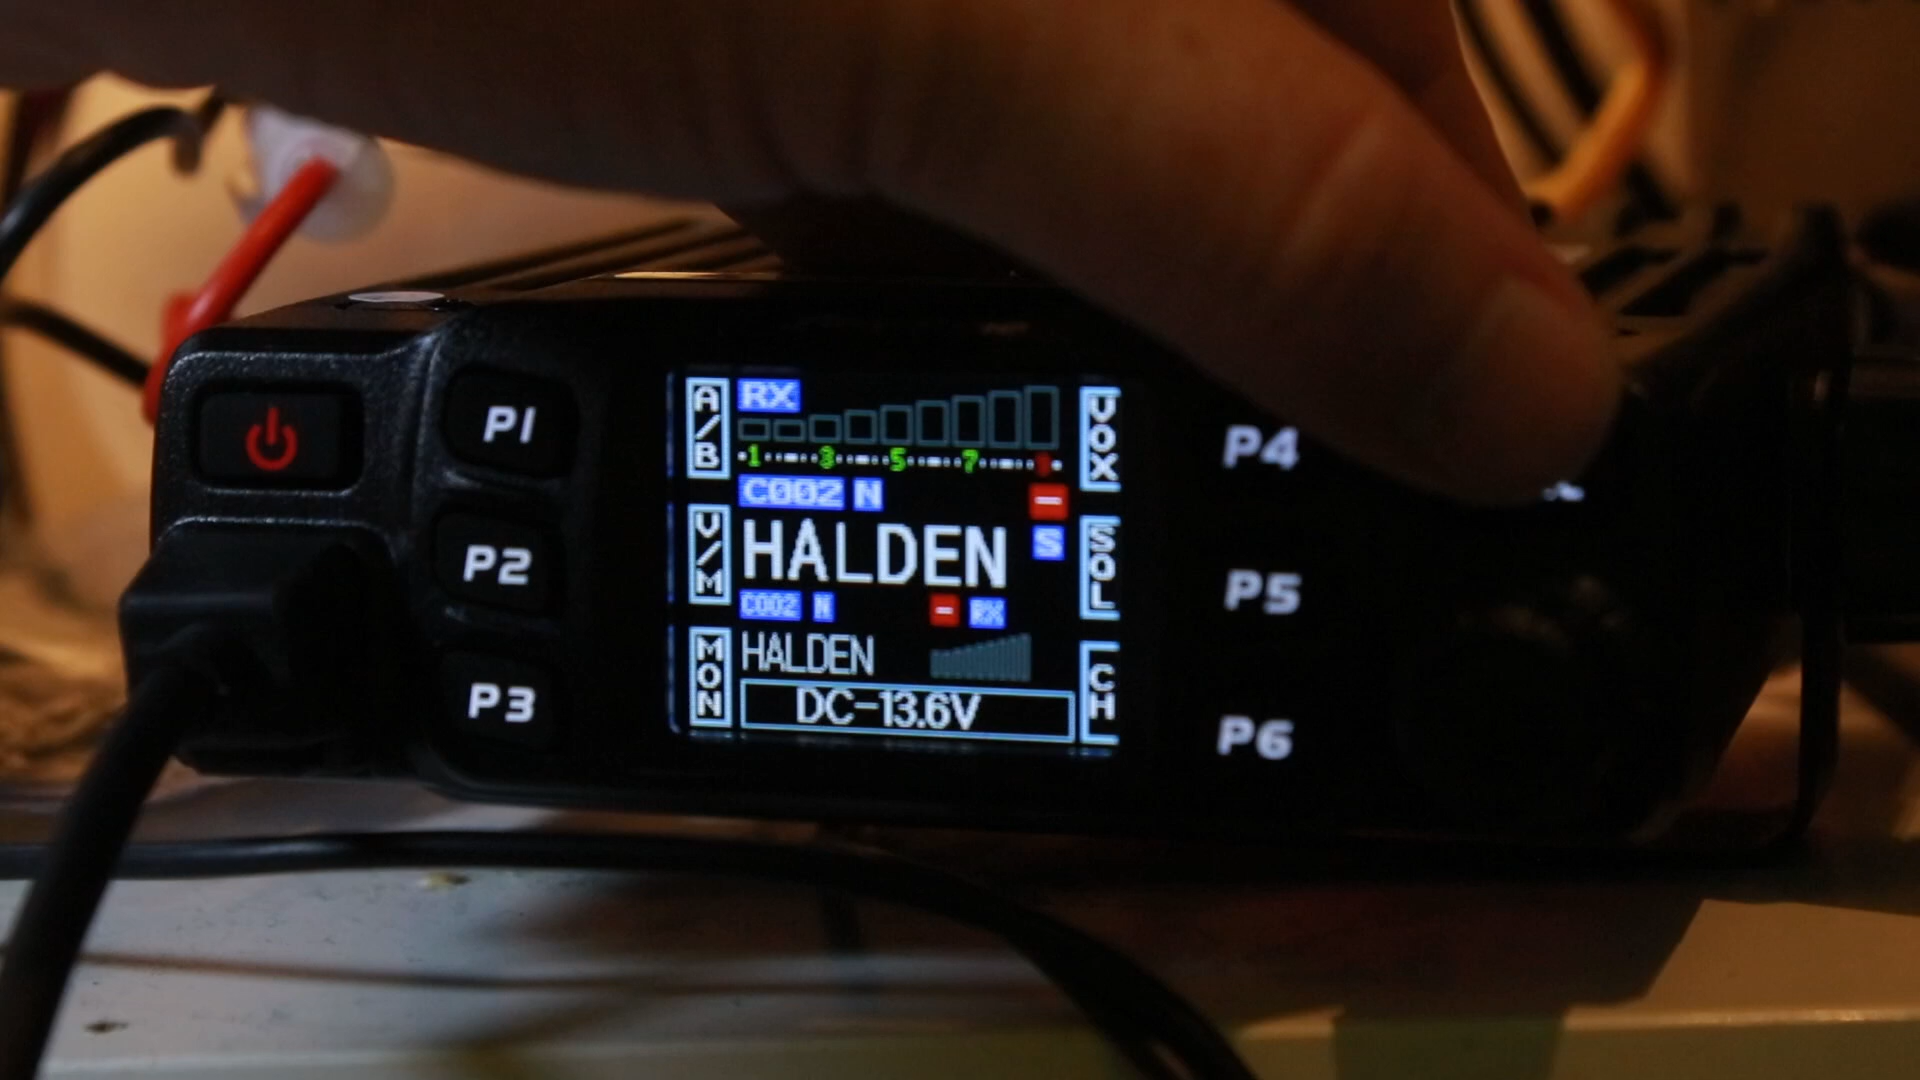 P1
P2
P3
A/B
V/M
MON
RX
1 3 5 7
C002 N −
HALDEN S
C002 N − RX
HALDEN
DC-13.6V
VOX
SQL
CH
P4
P5
P6